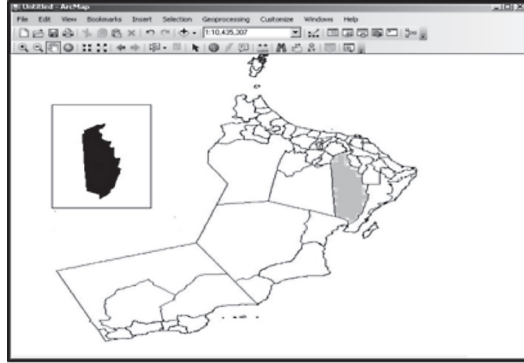 Untitled - ArcMap
File Edit View Bookmarks Insert Selection Geoprocessing Customize Windows Help
1:10,435,307